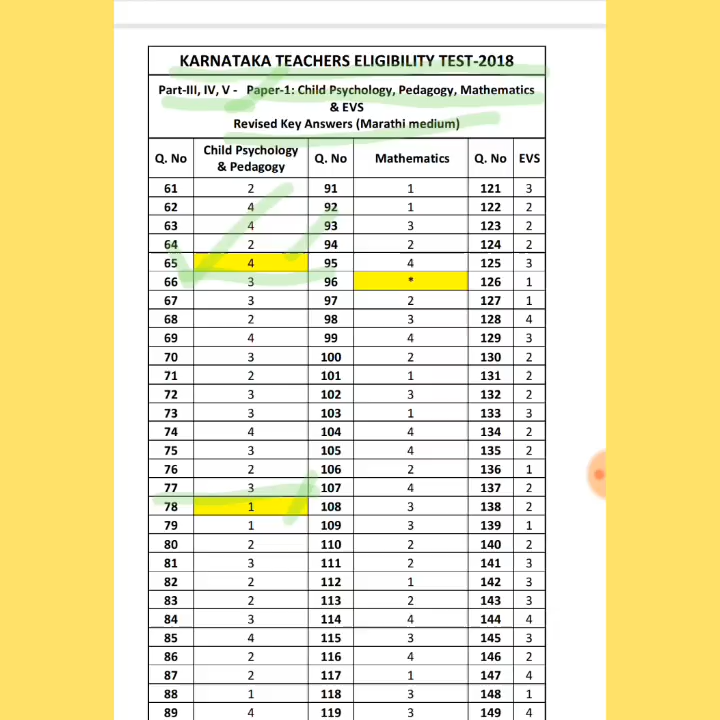 KARNATAKA TEACHERS ELIGIBILITY TEST-2018
Part-III, IV, V - Paper-1: Child Psychology, Pedagogy, Mathematics
& EVS
Revised Key Answers (Marathi medium)
Q. No Child Psychology & Pedagogy Q. No Mathematics Q. No EVS
61 2 91 1 121 3
62 4 92 1 122 2
63 4 93 3 123 2
64 2 94 2 124 2
65 4 95 4 125 3
66 3 96 * 126 1
67 3 97 2 127 1
68 2 98 3 128 4
69 4 99 4 129 3
70 3 100 2 130 2
71 2 101 1 131 2
72 3 102 3 132 2
73 3 103 1 133 3
74 4 104 4 134 2
75 3 105 4 135 2
76 2 106 2 136 1
77 3 107 4 137 2
78 1 108 3 138 2
79 1 109 3 139 1
80 2 110 2 140 2
81 3 111 2 141 3
82 2 112 1 142 3
83 2 113 2 143 3
84 3 114 4 144 4
85 4 115 3 145 3
86 2 116 4 146 2
87 2 117 1 147 4
88 1 118 3 148 1
89 4 119 3 149 4